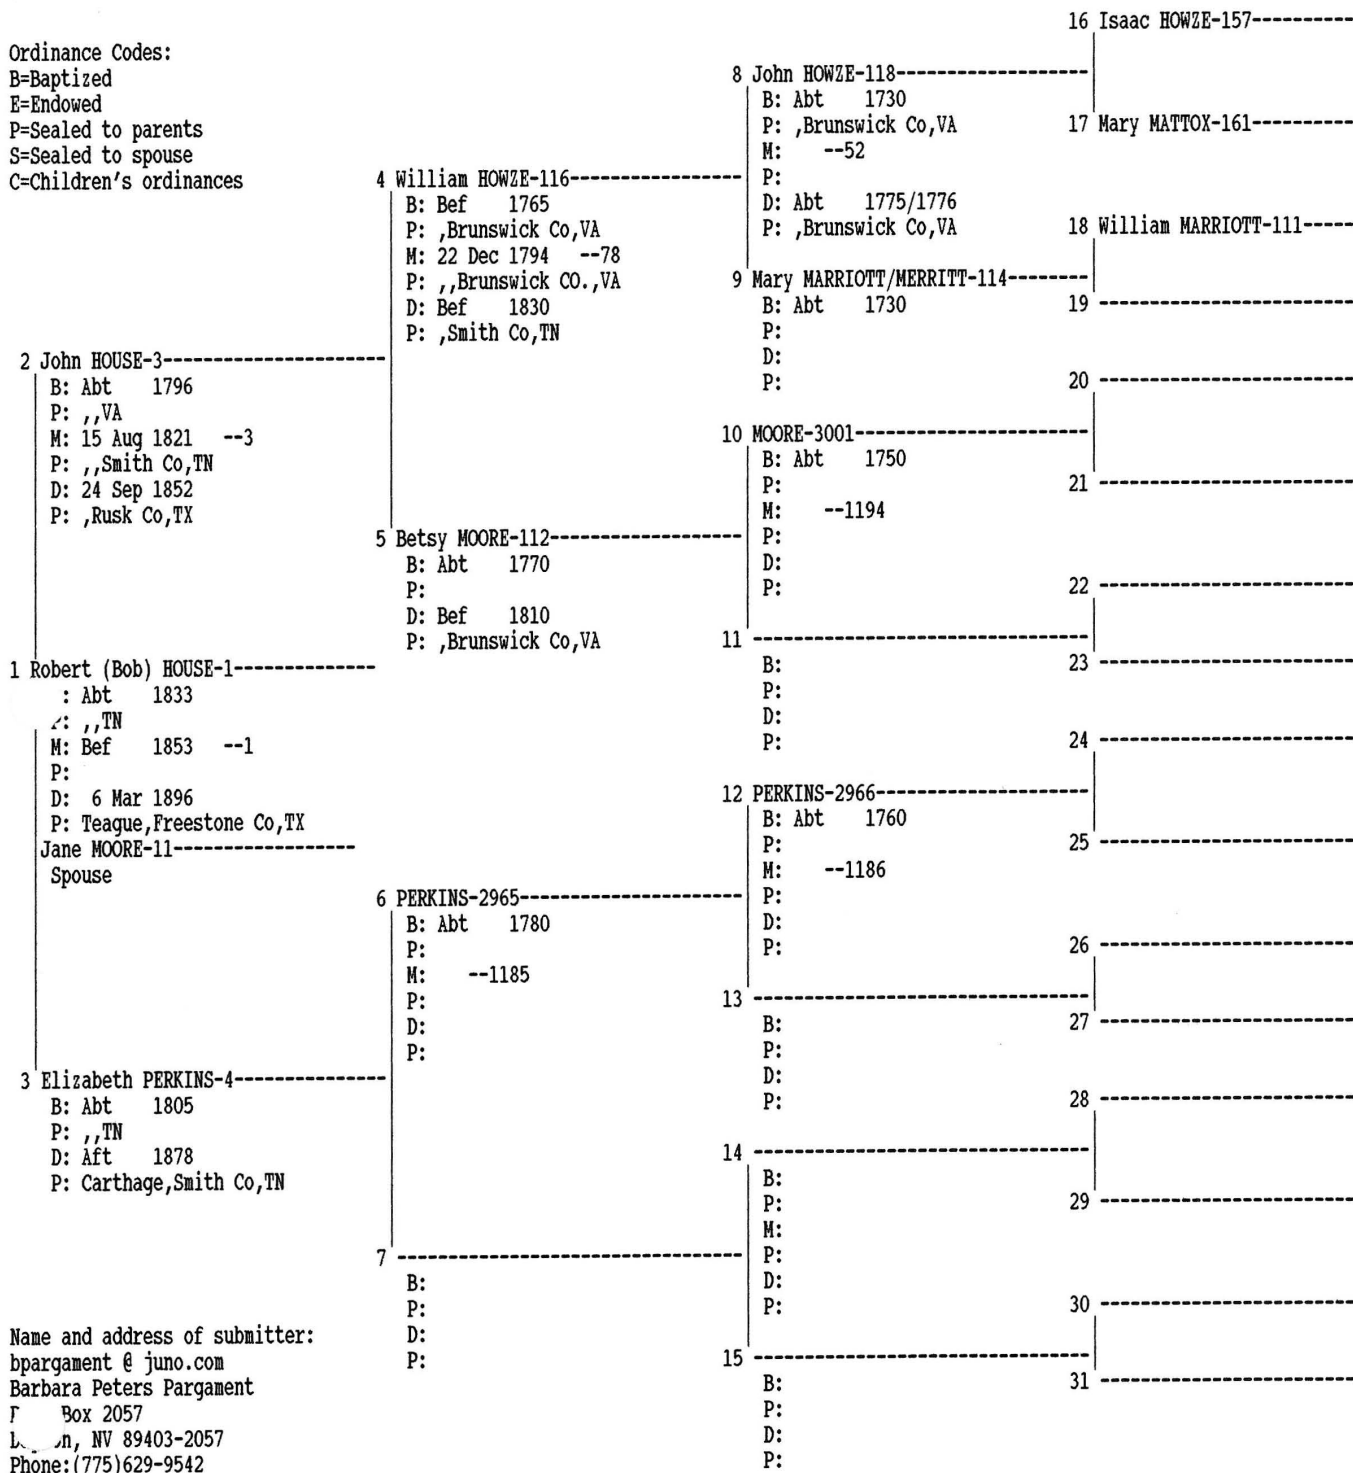 Ordinance Codes:
B=Baptized
E=Endowed
P=Sealed to parents
S=Sealed to spouse
C=Children's ordinances
1 Robert (Bob) HOUSE-1
: Abt 1833
: ,,TN
M: Bef 1853 --1
P:
D: 6 Mar 1896
P: Teague,Freestone Co,TX
Jane MOORE-11
Spouse
2 John HOUSE-3
B: Abt 1796
P: ,,VA
M: 15 Aug 1821 --3
P: ,,Smith Co,TN
D: 24 Sep 1852
P: ,Rusk Co,TX
3 Elizabeth PERKINS-4
B: Abt 1805
P: ,,TN
D: Aft 1878
P: Carthage,Smith Co,TN
4 William HOWZE-116
B: Bef 1765
P: ,Brunswick Co,VA
M: 22 Dec 1794 --78
P: ,,Brunswick CO.,VA
D: Bef 1830
P: ,Smith Co,TN
5 Betsy MOORE-112
B: Abt 1770
P:
D: Bef 1810
P: ,Brunswick Co,VA
6 PERKINS-2965
B: Abt 1780
P:
M: --1185
P:
D:
P:
7
B:
P:
D:
P:
8 John HOWZE-118
B: Abt 1730
P: ,Brunswick Co,VA
M: --52
P:
D: Abt 1775/1776
P: ,Brunswick Co,VA
9 Mary MARRIOTT/MERRITT-114
B: Abt 1730
P:
D:
P:
10 MOORE-3001
B: Abt 1750
P:
M: --1194
P:
D:
P:
11
B:
P:
D:
P:
12 PERKINS-2966
B: Abt 1760
P:
M: --1186
P:
D:
P:
13
B:
P:
D:
P:
14
B:
P:
M:
P:
D:
P:
15
B:
P:
D:
P:
16 Isaac HOWZE-157
17 Mary MATTOX-161
18 William MARRIOTT-111
19
20
21
22
23
24
25
26
27
28
29
30
31
Name and address of submitter:
bpargament @ juno.com
Barbara Peters Pargament
Box 2057
NV 89403-2057
Phone:(775)629-9542